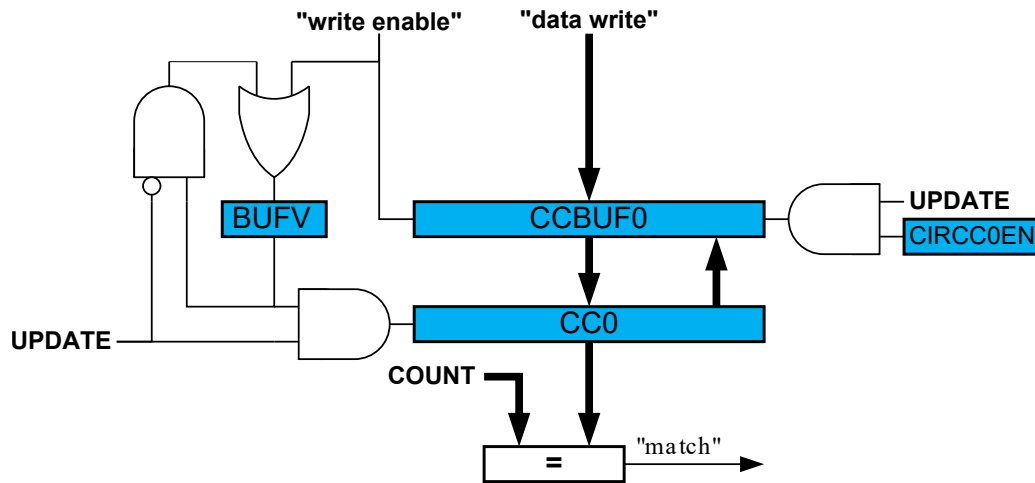 "write enable"
"data write"
BUFV
CCBUF0
UPDATE
CIRCC0EN
UPDATE
CC0
COUNT
=
"match"